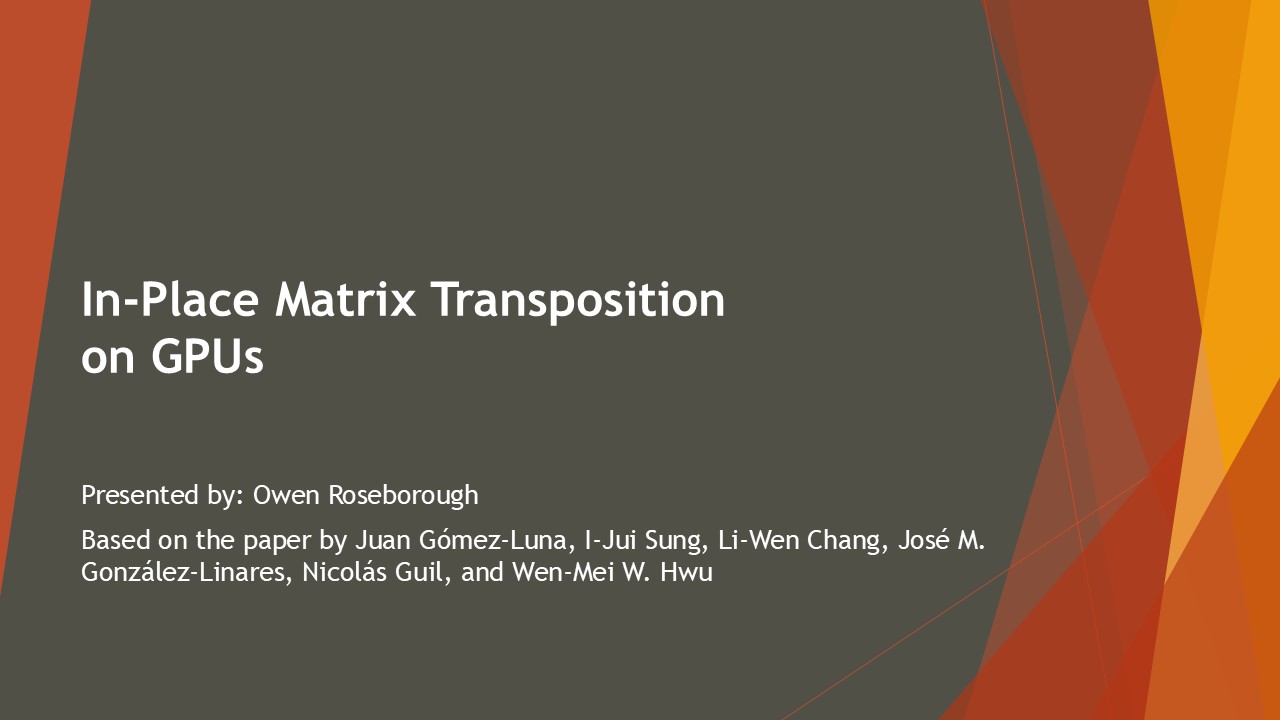 In-Place Matrix Transposition
on GPUs
Presented by: Owen Roseborough
Based on the paper by Juan Gómez-Luna, I-Jui Sung, Li-Wen Chang, José M.
González-Linares, Nicolás Guil, and Wen-Mei W. Hwu